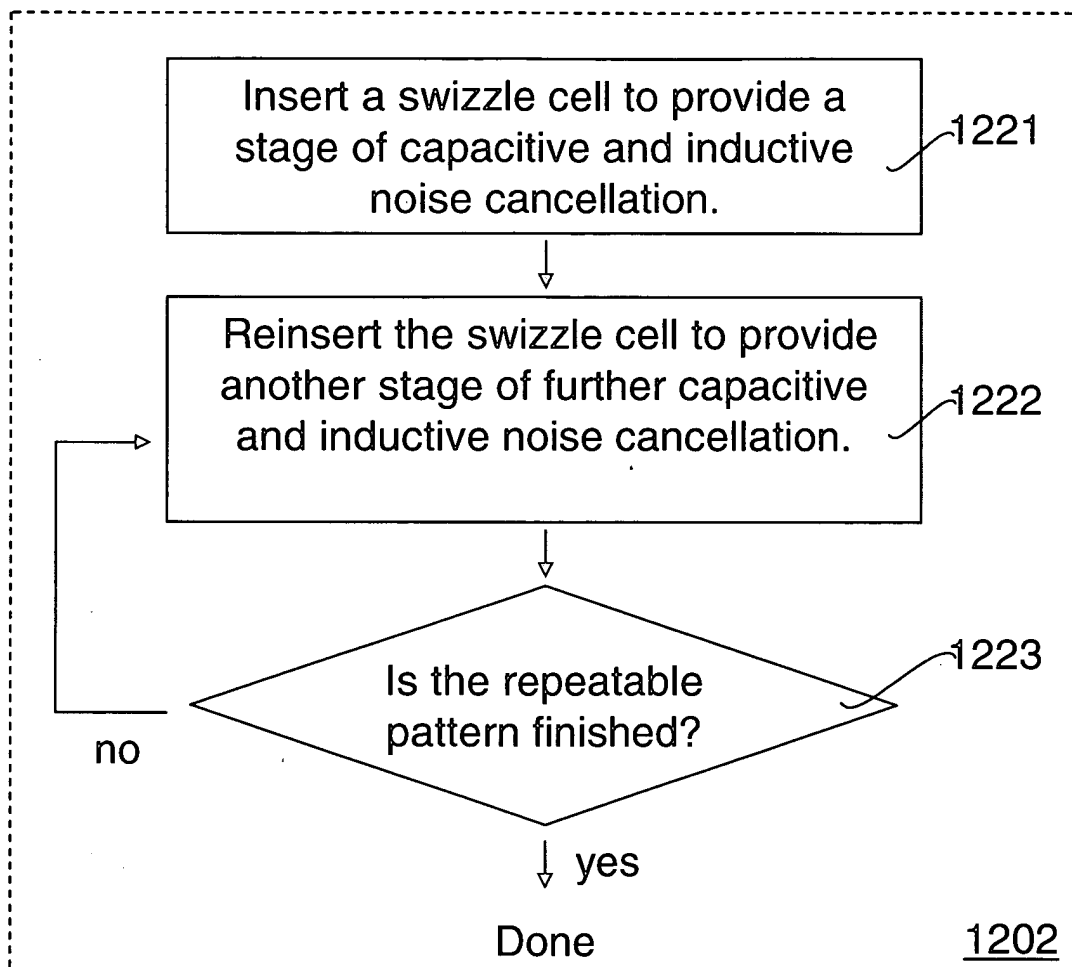 Insert a swizzle cell to provide a
stage of capacitive and inductive
noise cancellation.
1221
Reinsert the swizzle cell to provide
another stage of further capacitive
and inductive noise cancellation.
1222
Is the repeatable
pattern finished?
1223
no
yes
Done
1202